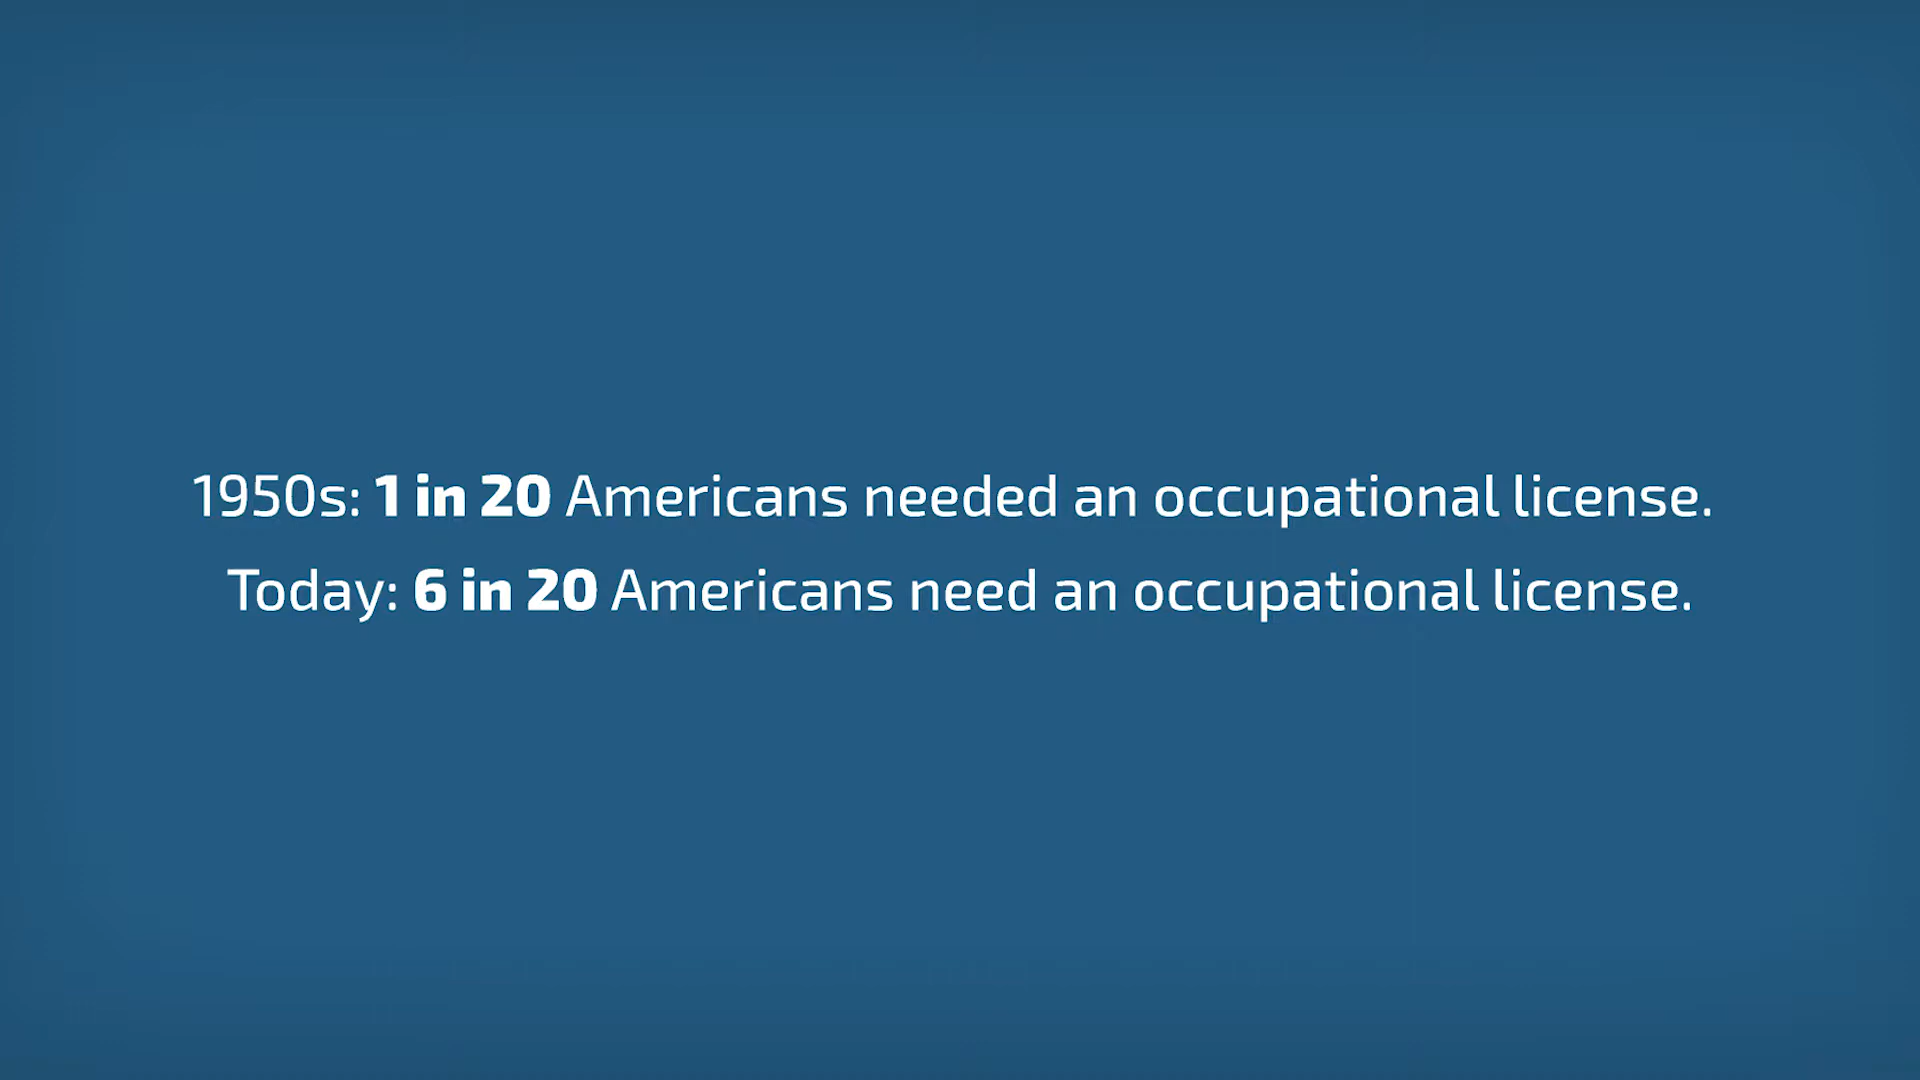 1950s: 1 in 20 Americans needed an occupational license.
Today: 6 in 20 Americans need an occupational license.